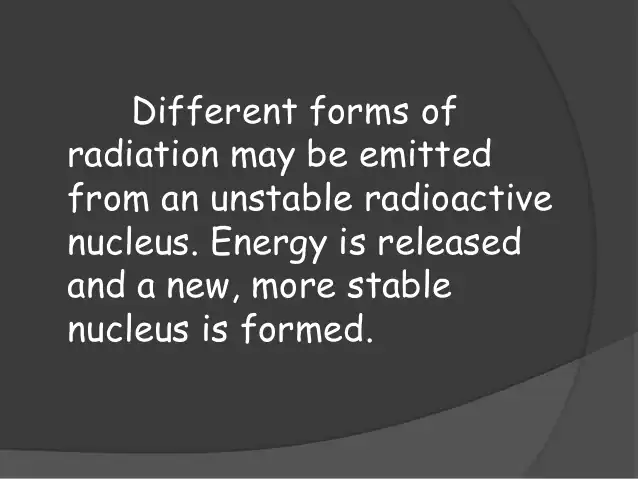 Different forms of
radiation may be emitted
from an unstable radioactive
nucleus. Energy is released
and a new, more stable
nucleus is formed.